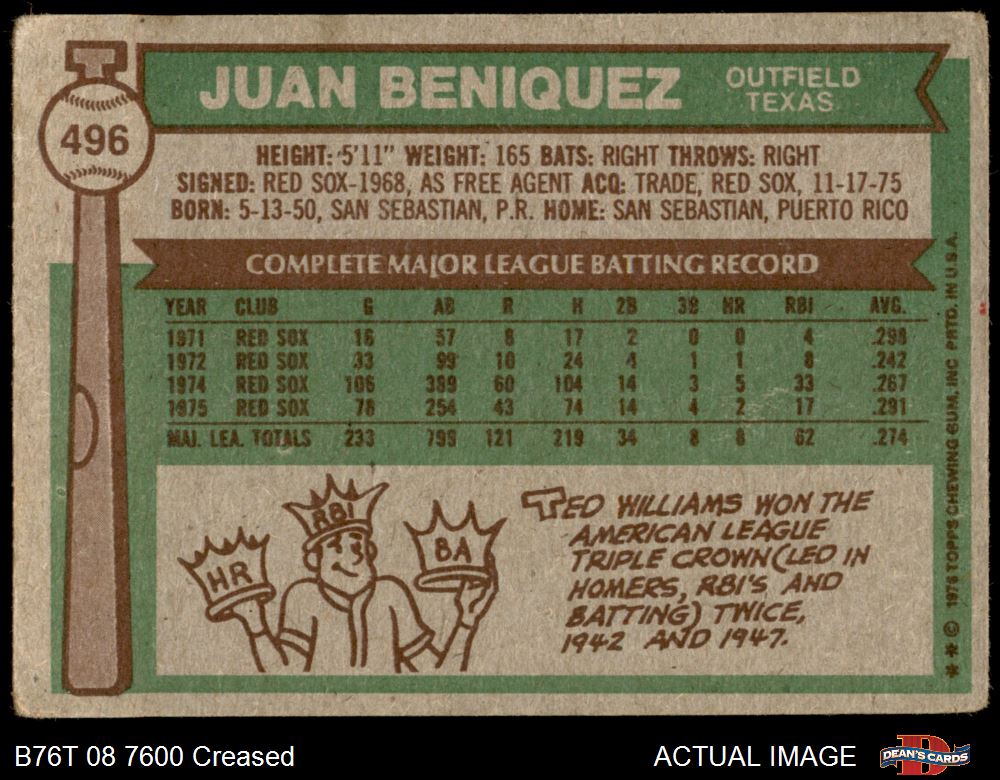 JUAN BENIQUEZ
OUTFIELD
TEXAS
496
HEIGHT: 5'11" WEIGHT: 165 BATS: RIGHT THROWS: RIGHT
SIGNED: RED SOX-1968, AS FREE AGENT ACQ: TRADE, RED SOX, 11-17-75
BORN: 5-13-50, SAN SEBASTIAN, P.R. HOME: SAN SEBASTIAN, PUERTO RICO
COMPLETE MAJOR LEAGUE BATTING RECORD
YEAR CLUB G AB R H 2B 3B HR RBI AVG.
1971 RED SOX 16 57 8 17 2 0 0 4 .298
1972 RED SOX 33 99 10 24 4 1 1 8 .242
1974 RED SOX 106 389 60 104 14 3 5 33 .267
1975 RED SOX 78 254 43 74 14 4 2 17 .291
MAJ. LEA. TOTALS 233 799 121 219 34 8 8 62 .274
HR
RBI
BA
TED WILLIAMS WON THE
AMERICAN LEAGUE
TRIPLE CROWN (LED IN
HOMERS, RBI'S AND
BATTING) TWICE,
1942 AND 1947.
** © 1976 TOPPS CHEWING GUM, INC PRTD. IN U.S.A.
B76T 08 7600 Creased
ACTUAL IMAGE
DEAN'S CARDS